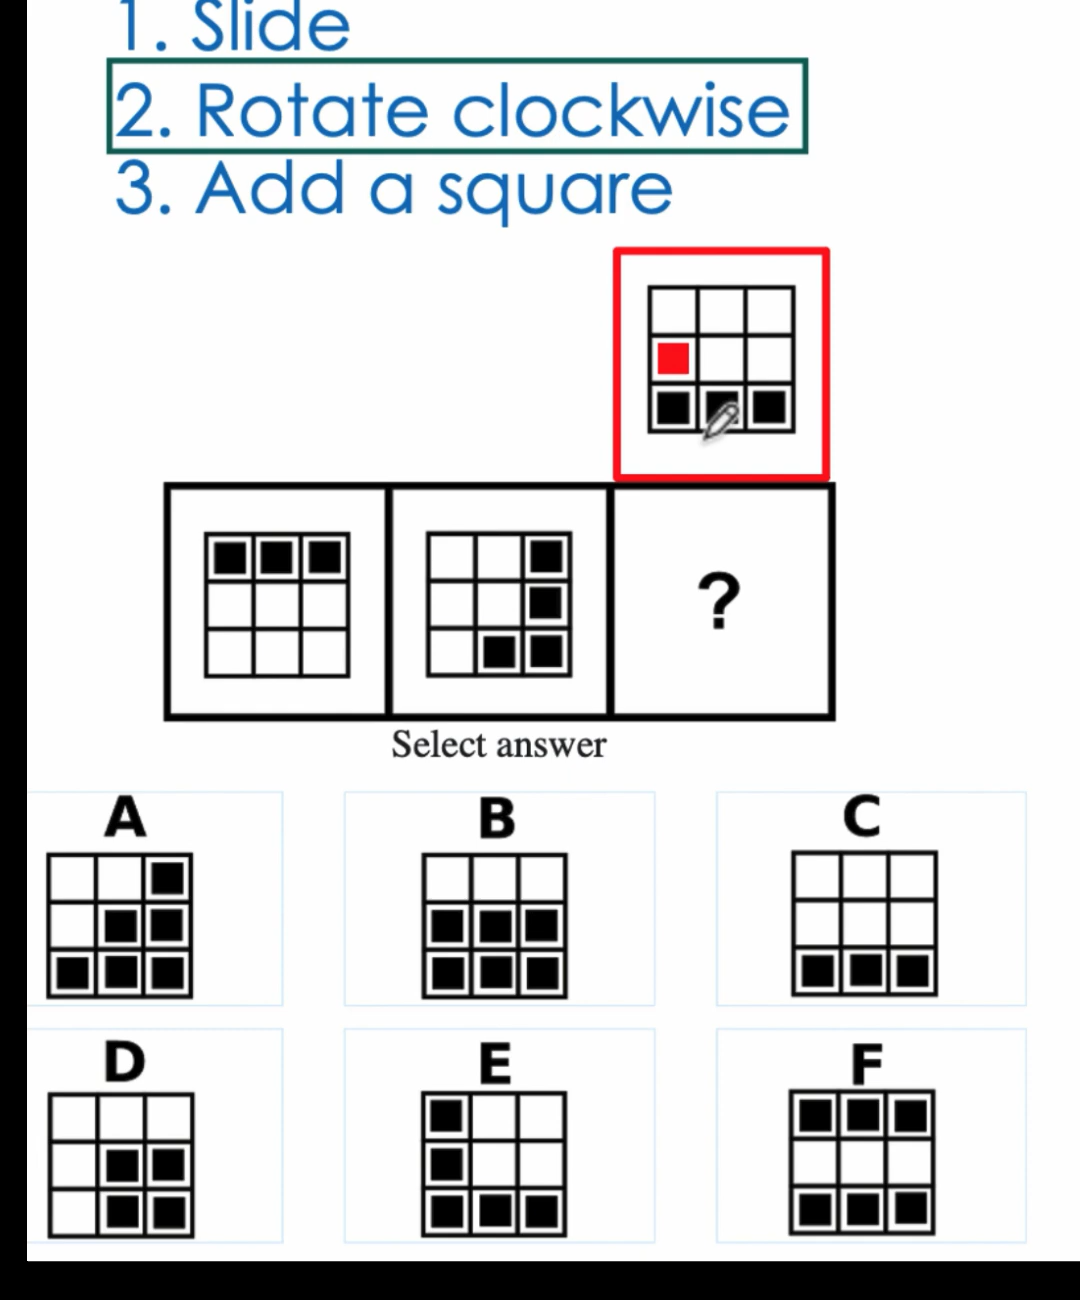 1. Slide
2. Rotate clockwise
3. Add a square
?
Select answer
A B C
D E F